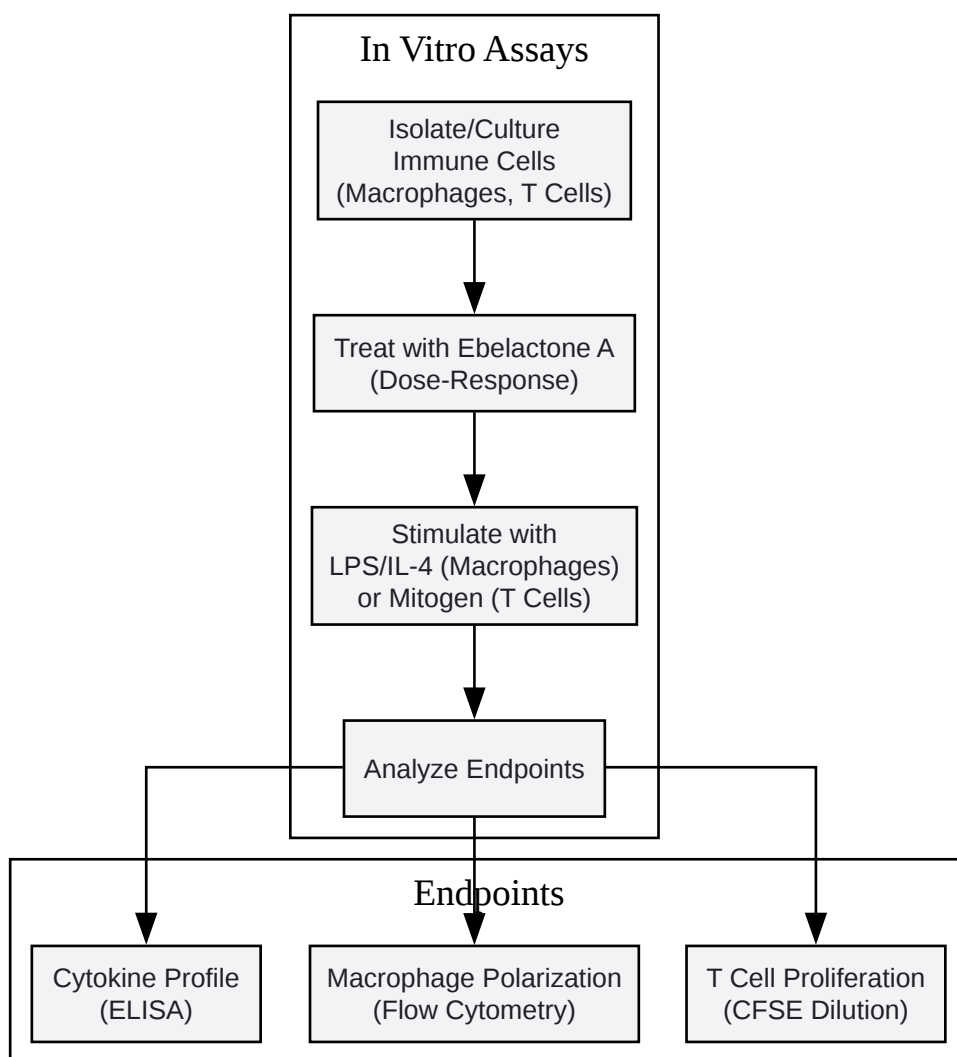 In Vitro Assays
Isolate/Culture
Immune Cells
(Macrophages, T Cells)
Treat with Ebelactone A
(Dose-Response)
Stimulate with
LPS/IL-4 (Macrophages)
or Mitogen (T Cells)
Analyze Endpoints
Endpoints
Cytokine Profile
(ELISA)
Macrophage Polarization
(Flow Cytometry)
T Cell Proliferation
(CFSE Dilution)